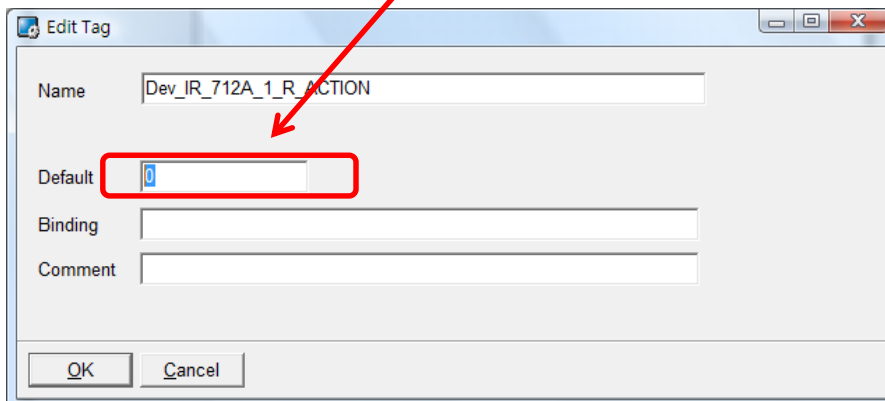 Edit Tag
Name Dev_IR_712A_1_R_ACTION
Default 0
Binding
Comment
OK Cancel